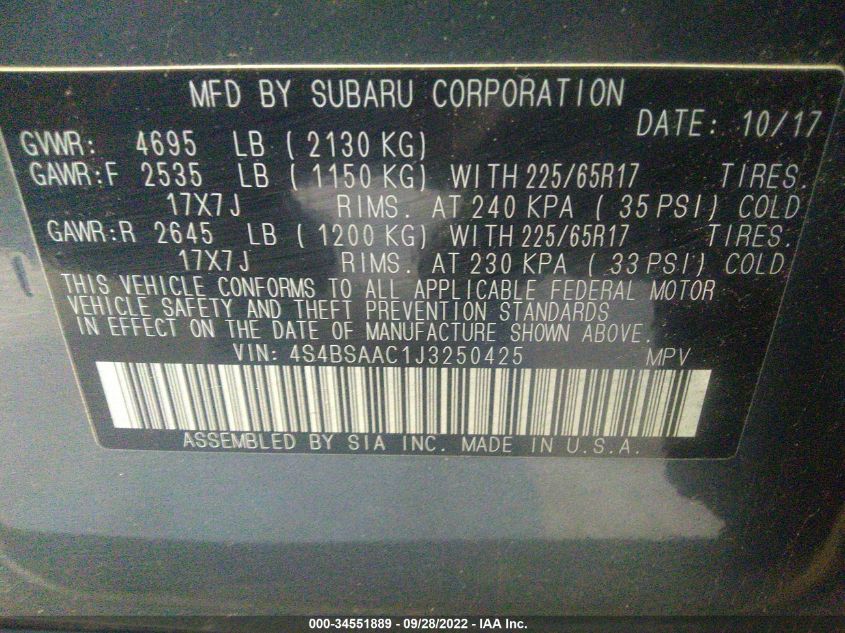 MFD BY SUBARU CORPORATION
DATE: 10/17
GVWR: 4695 LB ( 2130 KG)
GAWR:F 2535 LB ( 1150 KG) WITH 225/65R17 TIRES.
17X7J RIMS. AT 240 KPA ( 35 PSI) COLD
GAWR:R 2645 LB ( 1200 KG) WITH 225/65R17 TIRES.
17X7J RIMS. AT 230 KPA ( 33 PSI) COLD
THIS VEHICLE CONFORMS TO ALL APPLICABLE FEDERAL MOTOR
VEHICLE SAFETY AND THEFT PREVENTION STANDARDS
IN EFFECT ON THE DATE OF MANUFACTURE SHOWN ABOVE.
VIN: 4S4BSAAC1J3250425 MPV
ASSEMBLED BY SIA INC. MADE IN U.S.A.
000-34551889 - 09/28/2022 - IAA Inc.